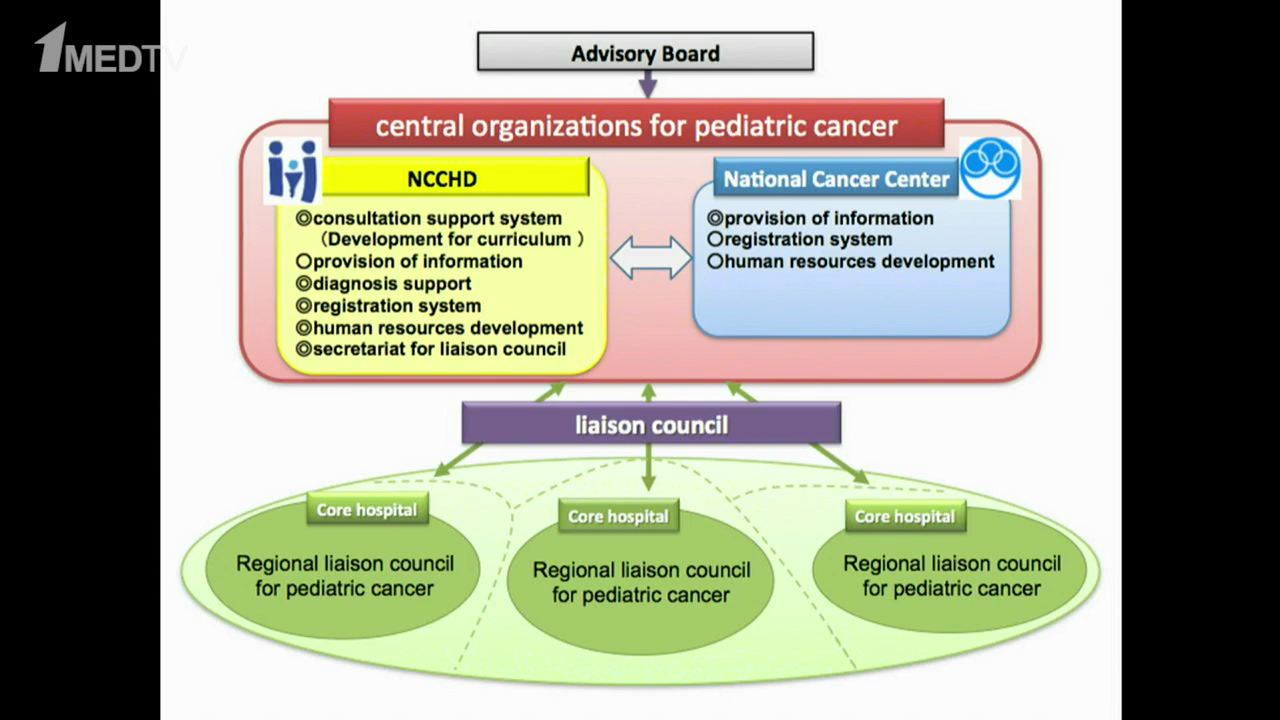 1MEDTV
Advisory Board
central organizations for pediatric cancer
NCCHD
◎consultation support system
（Development for curriculum ）
○provision of information
◎diagnosis support
◎registration system
◎human resources development
◎secretariat for liaison council
National Cancer Center
◎provision of information
○registration system
○human resources development
liaison council
Core hospital
Regional liaison council
for pediatric cancer
Core hospital
Regional liaison council
for pediatric cancer
Core hospital
Regional liaison council
for pediatric cancer